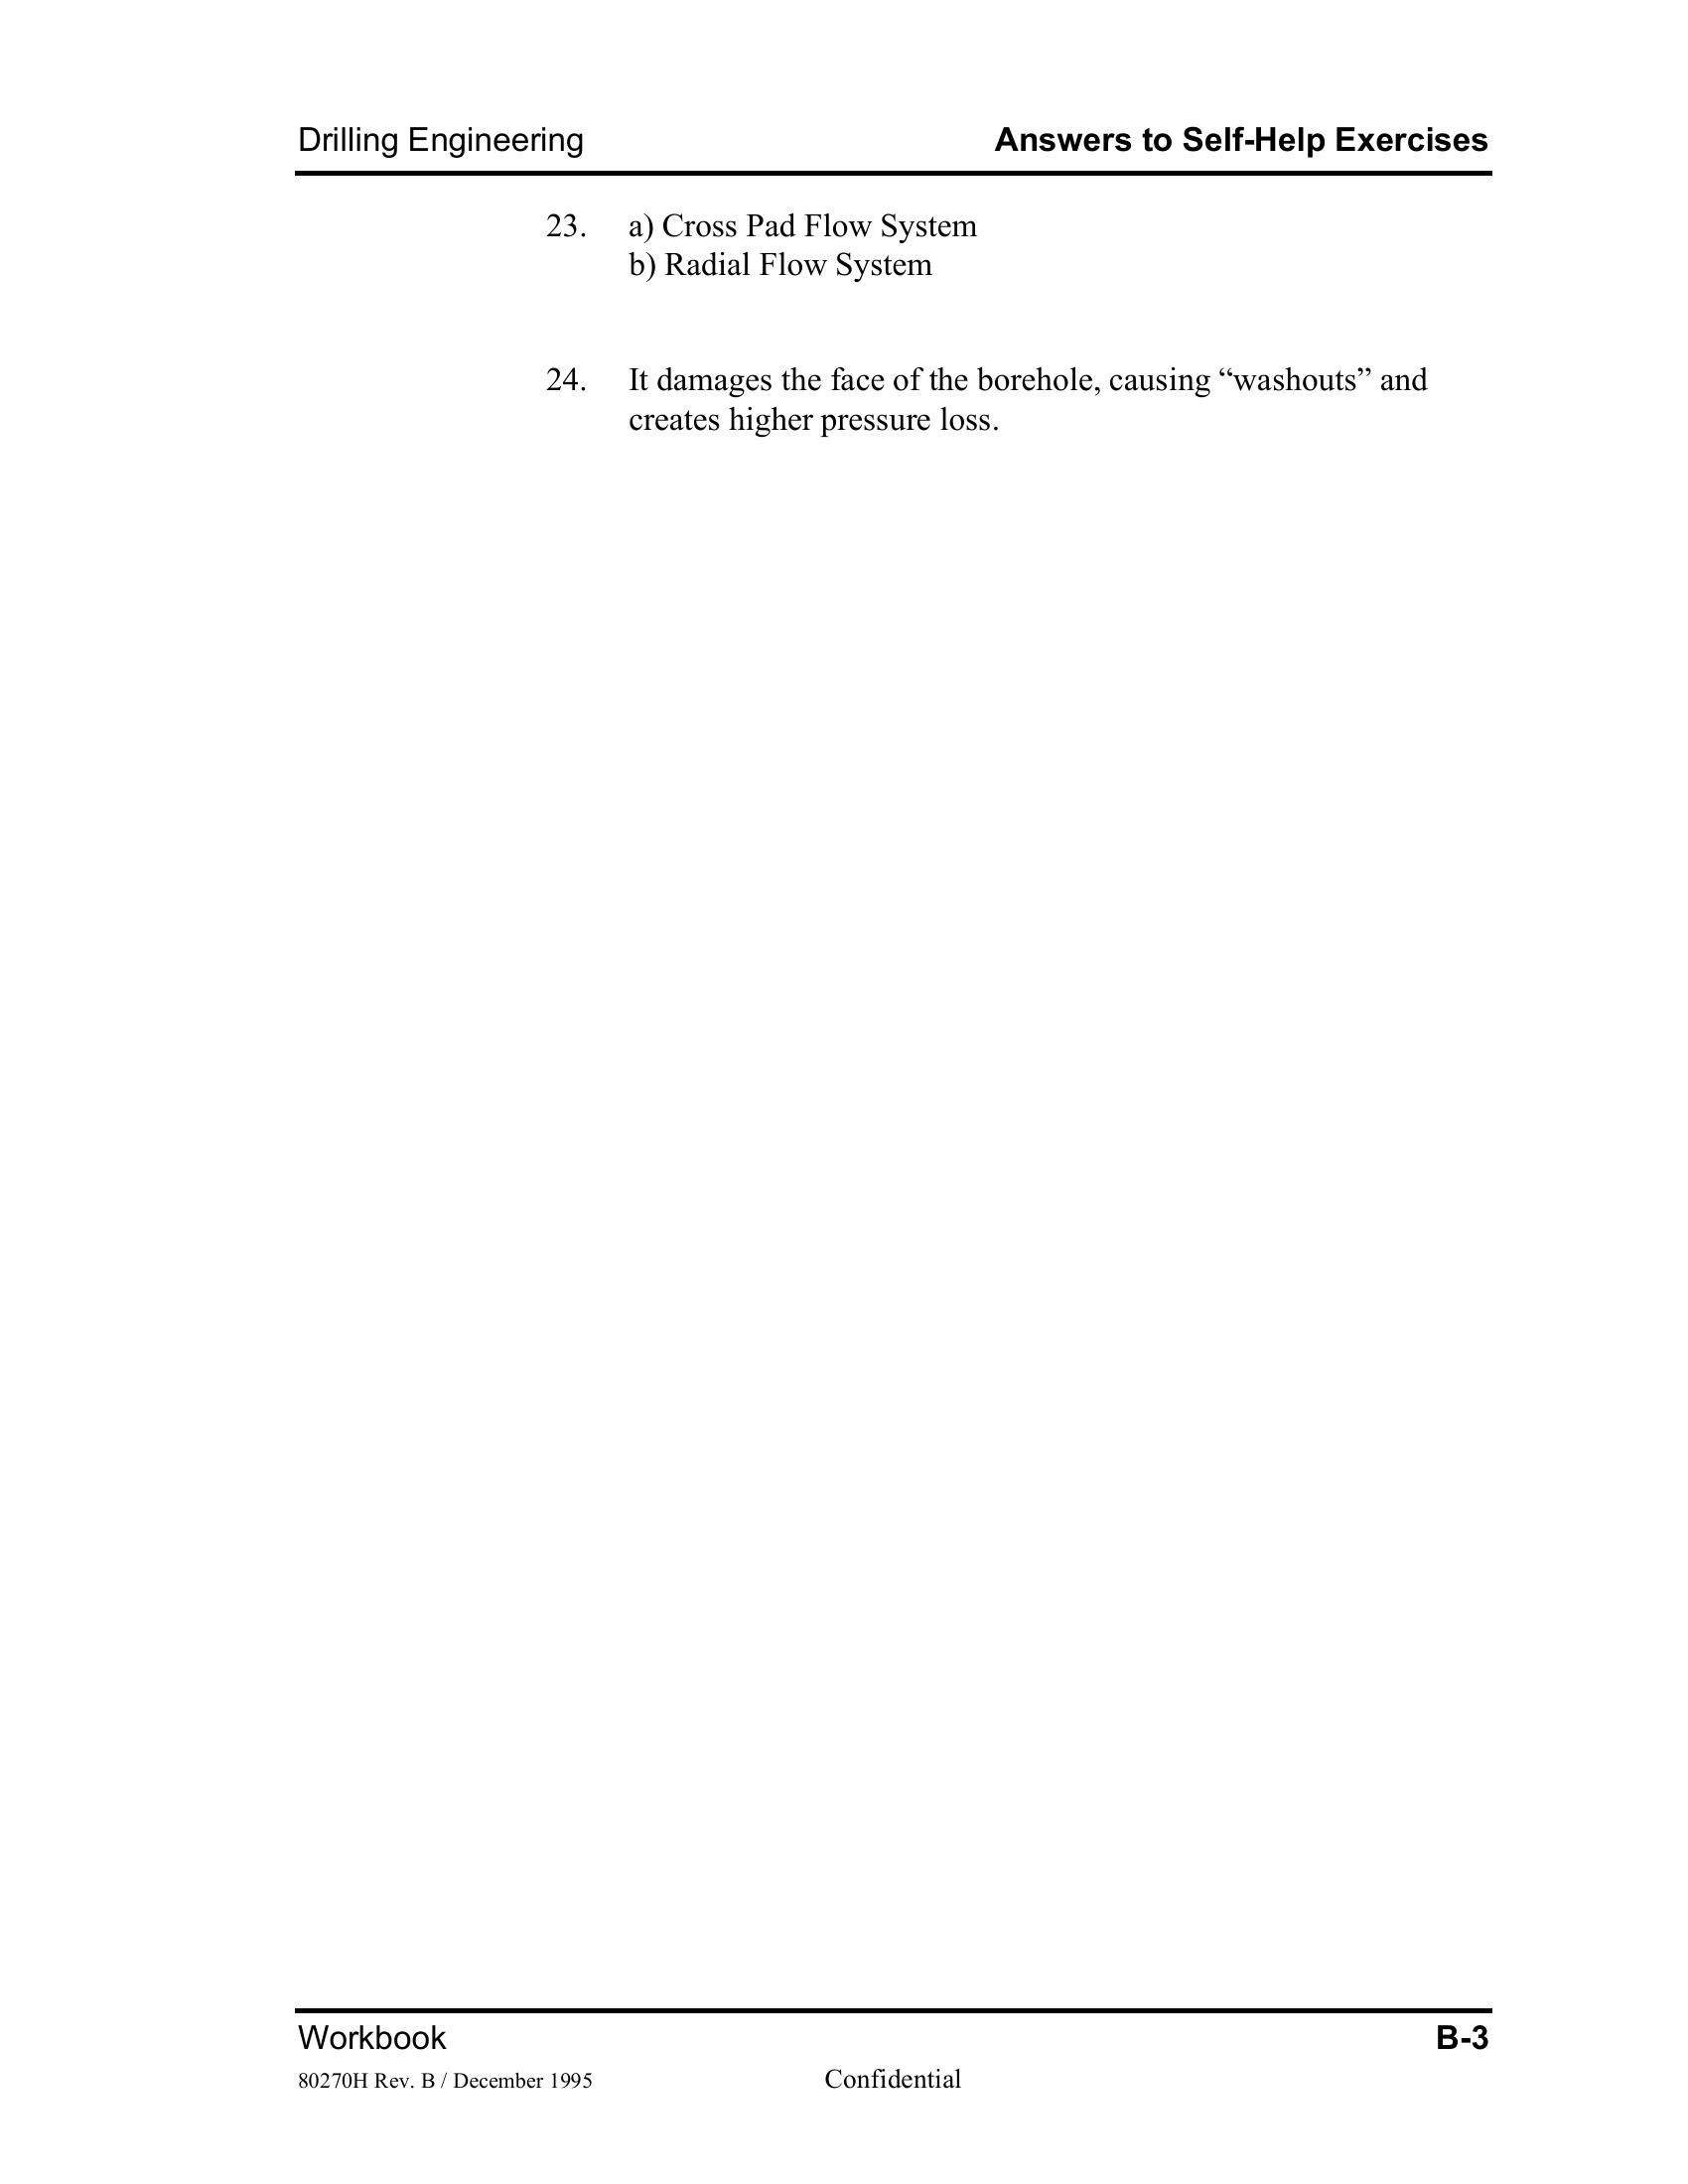 Drilling Engineering Answers to Self-Help Exercises
23. a) Cross Pad Flow System
b) Radial Flow System
24. It damages the face of the borehole, causing “washouts” and
creates higher pressure loss.
Workbook B-3
80270H Rev. B / December 1995 Confidential